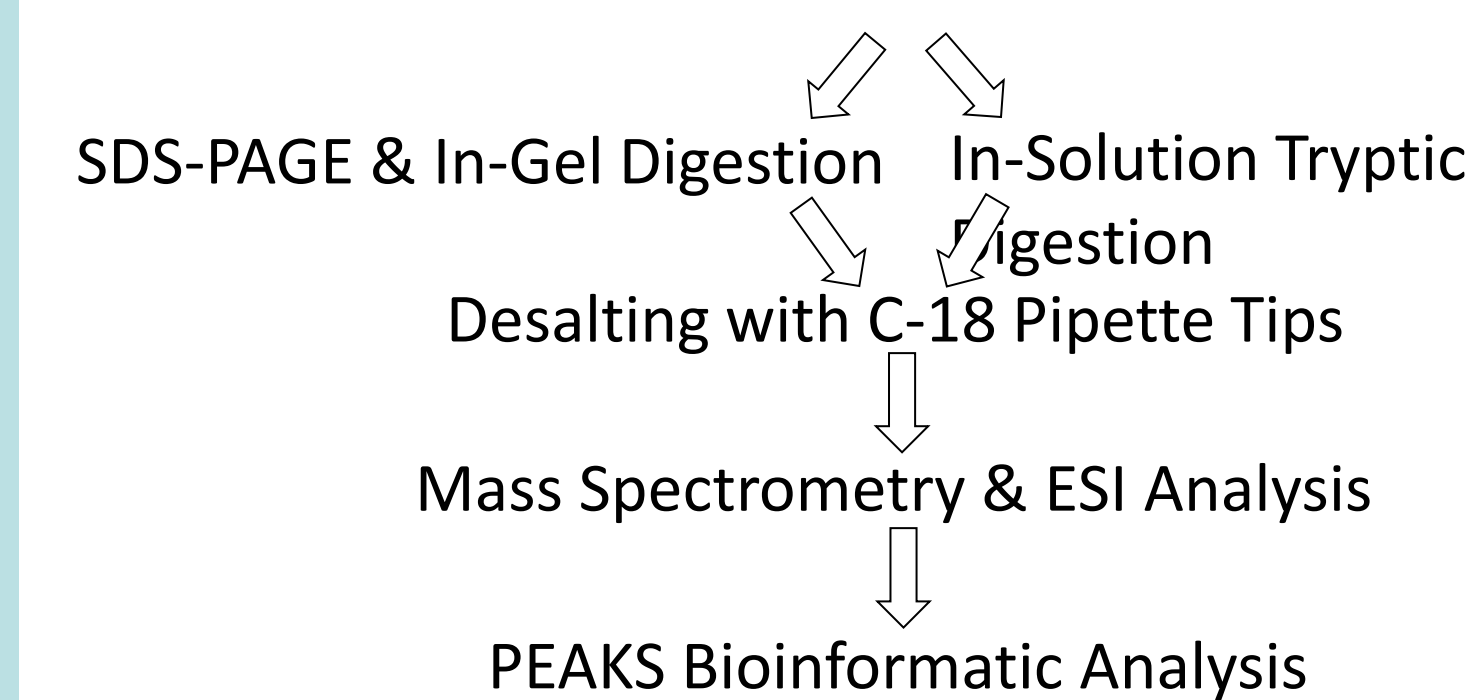 SDS-PAGE & In-Gel Digestion
In-Solution Tryptic
Digestion
Desalting with C-18 Pipette Tips
Mass Spectrometry & ESI Analysis
PEAKS Bioinformatic Analysis